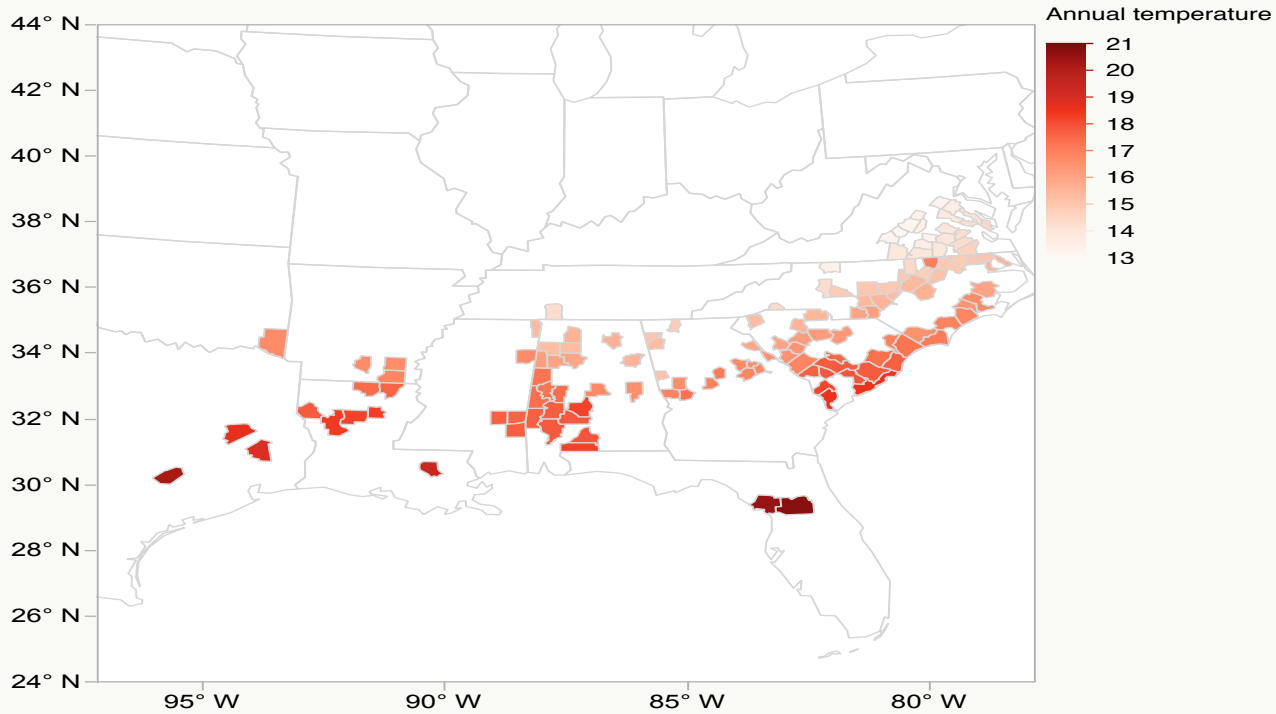 Annual temperature
21
20
19
18
17
16
15
14
13
44° N
42° N
40° N
38° N
36° N
34° N
32° N
30° N
28° N
26° N
24° N
95° W 90° W 85° W 80° W